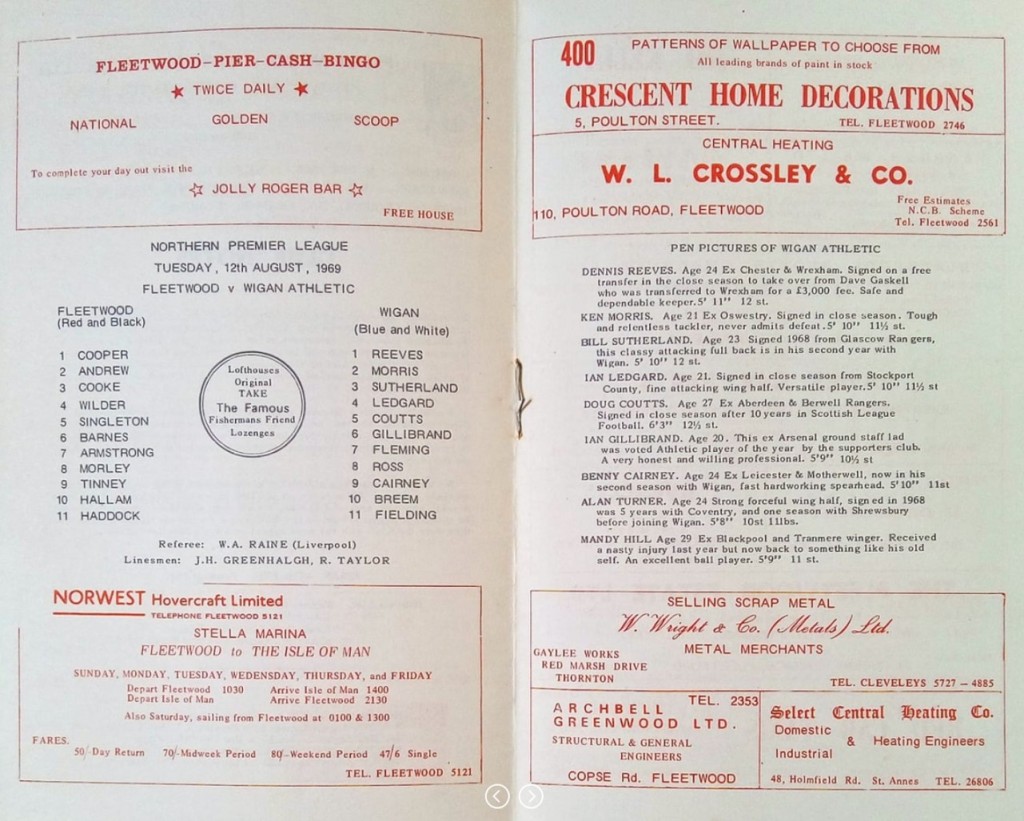 FLEETWOOD-PIER-CASH-BINGO
★ TWICE DAILY ★
NATIONAL GOLDEN SCOOP
To complete your day out visit the
☆ JOLLY ROGER BAR ☆
FREE HOUSE
NORTHERN PREMIER LEAGUE
TUESDAY, 12th AUGUST, 1969
FLEETWOOD v WIGAN ATHLETIC
FLEETWOOD
(Red and Black)
1 COOPER
2 ANDREW
3 COOKE
4 WILDER
5 SINGLETON
6 BARNES
7 ARMSTRONG
8 MORLEY
9 TINNEY
10 HALLAM
11 HADDOCK
Lofthouses
Original
TAKE
The Famous
Fishermans Friend
Lozenges
WIGAN
(Blue and White)
1 REEVES
2 MORRIS
3 SUTHERLAND
4 LEDGARD
5 COUTTS
6 GILLIBRAND
7 FLEMING
8 ROSS
9 CAIRNEY
10 BREEM
11 FIELDING
Referee: W.A. RAINE (Liverpool)
Linesmen: J.H. GREENHALGH, R. TAYLOR
NORWEST Hovercraft Limited
TELEPHONE FLEETWOOD 5121
STELLA MARINA
FLEETWOOD to THE ISLE OF MAN
SUNDAY, MONDAY, TUESDAY, WEDENSDAY, THURSDAY, and FRIDAY
Depart Fleetwood 1030 Arrive Isle of Man 1400
Depart Isle of Man Arrive Fleetwood 2130
Also Saturday, sailing from Fleetwood at 0100 & 1300
FARES.
50/-Day Return 70/-Midweek Period 80/-Weekend Period 47/6 Single
TEL. FLEETWOOD 5121
400 PATTERNS OF WALLPAPER TO CHOOSE FROM
All leading brands of paint in stock
CRESCENT HOME DECORATIONS
5, POULTON STREET. TEL. FLEETWOOD 2746
CENTRAL HEATING
W. L. CROSSLEY & CO.
110, POULTON ROAD, FLEETWOOD
Free Estimates
N.C.B. Scheme
Tel. Fleetwood 2561
PEN PICTURES OF WIGAN ATHLETIC
DENNIS REEVES. Age 24 Ex Chester & Wrexham. Signed on a free
transfer in the close season to take over from Dave Gaskell
who was transferred to Wrexham for a £3,000 fee. Safe and
dependable keeper.5' 11" 12 st.
KEN MORRIS. Age 21 Ex Oswestry. Signed in close season. Tough
and relentless tackler, never admits defeat.5' 10" 11½ st.
BILL SUTHERLAND. Age 23 Signed 1968 from Glascow Rangers,
this classy attacking full back is in his second year with
Wigan. 5' 10" 12 st.
IAN LEDGARD. Age 21. Signed in close season from Stockport
County, fine attacking wing half. Versatile player.5' 10" 11½ st
DOUG COUTTS. Age 27 Ex Aberdeen & Berwell Rangers.
Signed in close season after 10 years in Scottish League
Football. 6'3" 12½ st.
IAN GILLIBRAND. Age 20. This ex Arsenal ground staff lad
was voted Athletic player of the year by the supporters club.
A very honest and willing professional. 5'9" 10½ st
BENNY CAIRNEY. Age 24 Ex Leicester & Motherwell, now in his
second season with Wigan, fast hardworking spearhead. 5'10" 11st
ALAN TURNER. Age 24 Strong forceful wing half, signed in 1968
was 5 years with Coventry, and one season with Shrewsbury
before joining Wigan. 5'8" 10st 11lbs.
MANDY HILL Age 29 Ex Blackpool and Tranmere winger. Received
a nasty injury last year but now back to something like his old
self. An excellent ball player. 5'9" 11 st.
SELLING SCRAP METAL
W. Wright & Co. (Metals) Ltd.
METAL MERCHANTS
GAYLEE WORKS
RED MARSH DRIVE
THORNTON
TEL. CLEVELEYS 5727 - 4885
TEL. 2353
ARCHBELL
GREENWOOD LTD.
STRUCTURAL & GENERAL
ENGINEERS
COPSE Rd. FLEETWOOD
Select Central Heating Co.
Domestic
& Heating Engineers
Industrial
48, Holmfield Rd. St. Annes TEL. 26806